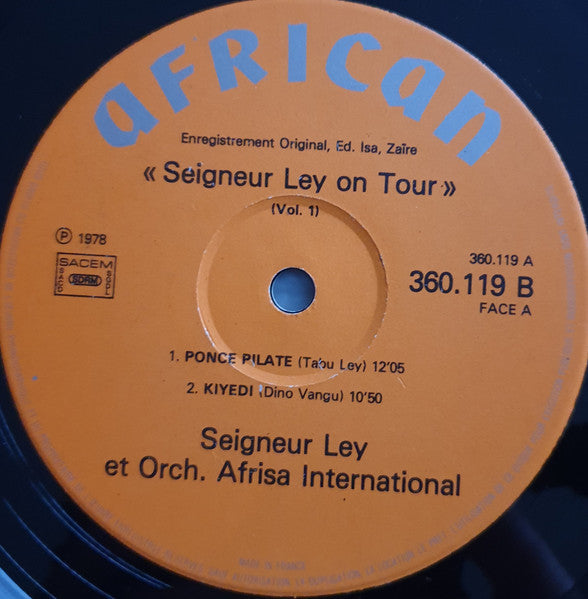 AFRICAN
Enregistrement Original, Ed. Isa, Zaïre
« Seigneur Ley on Tour »
(Vol. 1)
Ⓟ 1978
SACEM
SDRM
360.119 A
360.119 B
FACE A
1. PONCE PILATE (Tabu Ley) 12'05
2. KIYEDI (Dino Vangu) 10'50
Seigneur Ley
et Orch. Afrisa International
MADE IN FRANCE